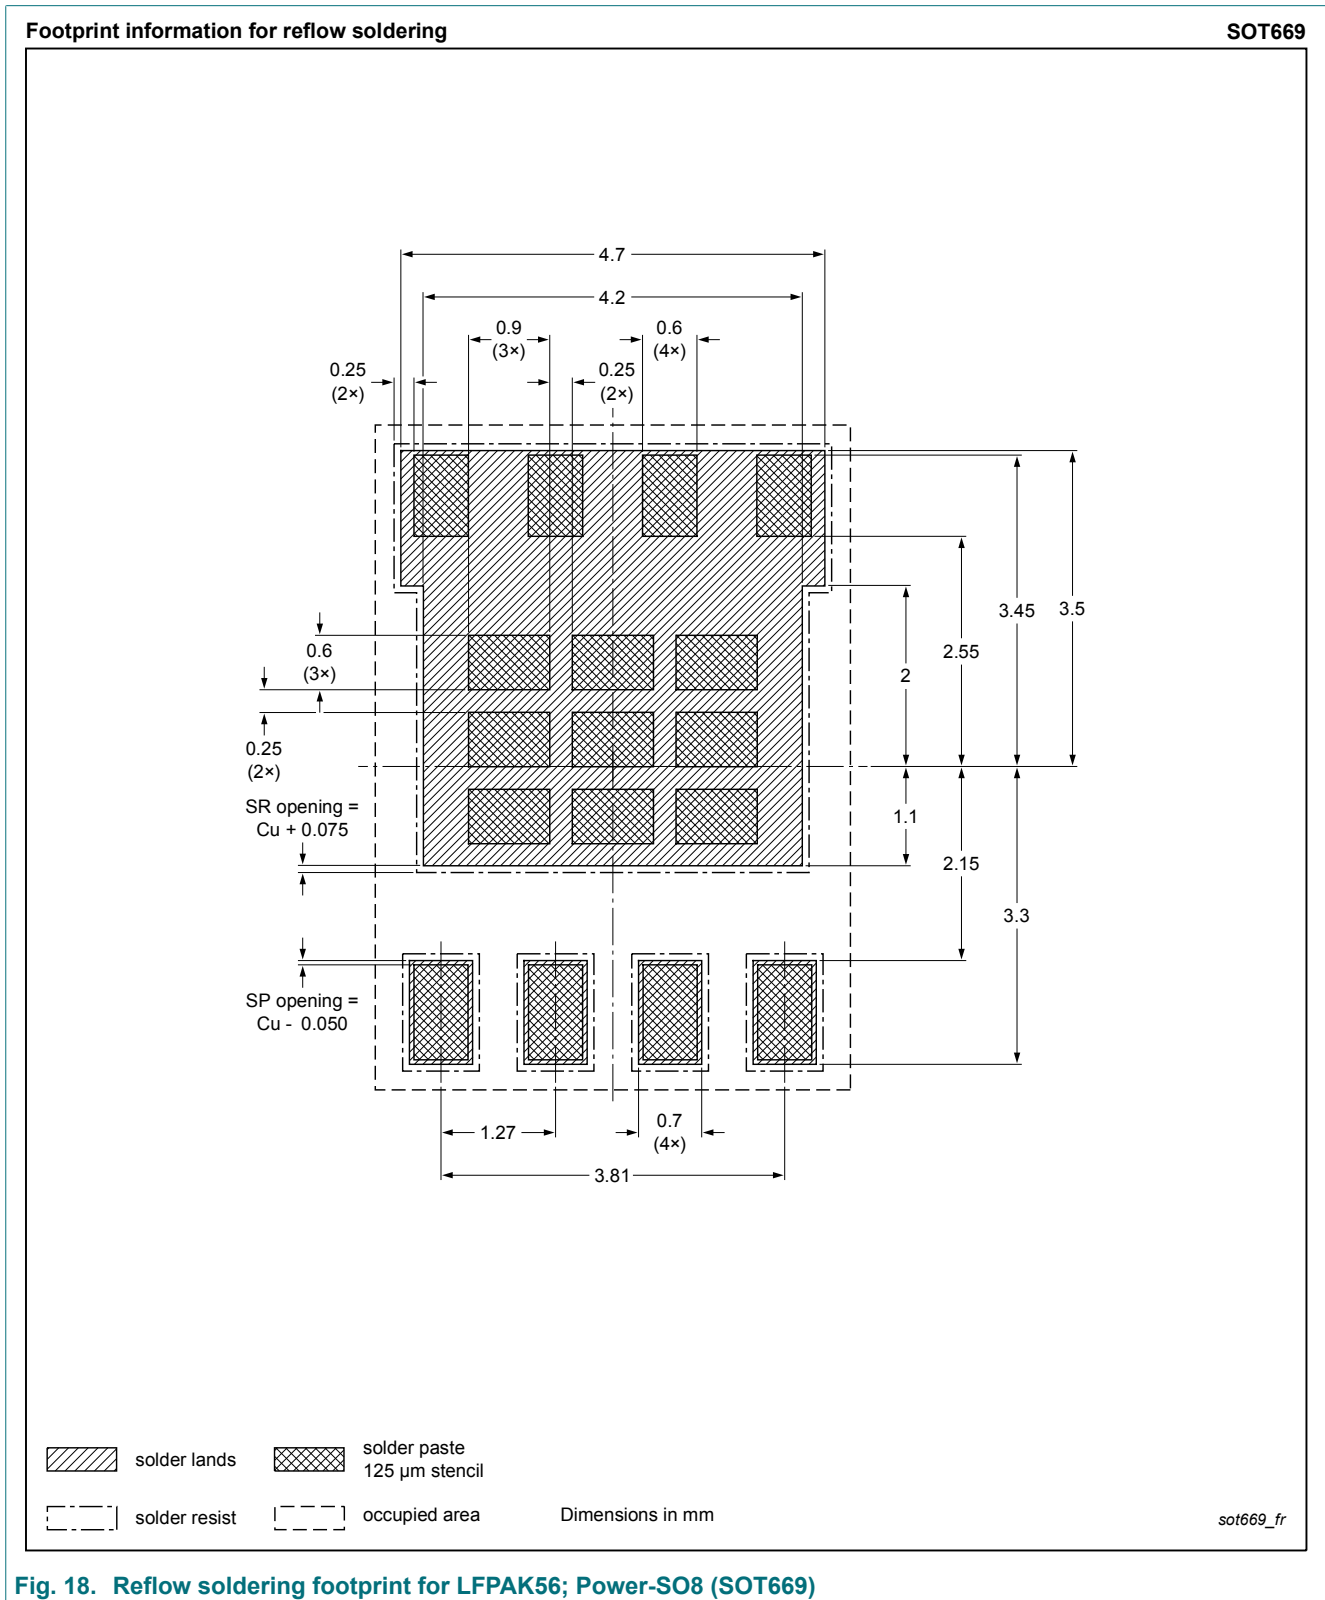 Footprint information for reflow soldering
SOT669
4.7
4.2
0.9
(3×)
0.6
(4×)
0.25
(2×)
0.25
(2×)
3.45
3.5
2.55
2
0.6
(3×)
0.25
(2×)
SR opening =
Cu + 0.075
1.1
2.15
3.3
SP opening =
Cu - 0.050
1.27
0.7
(4×)
3.81
solder lands
solder paste
125 µm stencil
solder resist
occupied area
Dimensions in mm
sot669_fr
Fig. 18. Reflow soldering footprint for LFPAK56; Power-SO8 (SOT669)